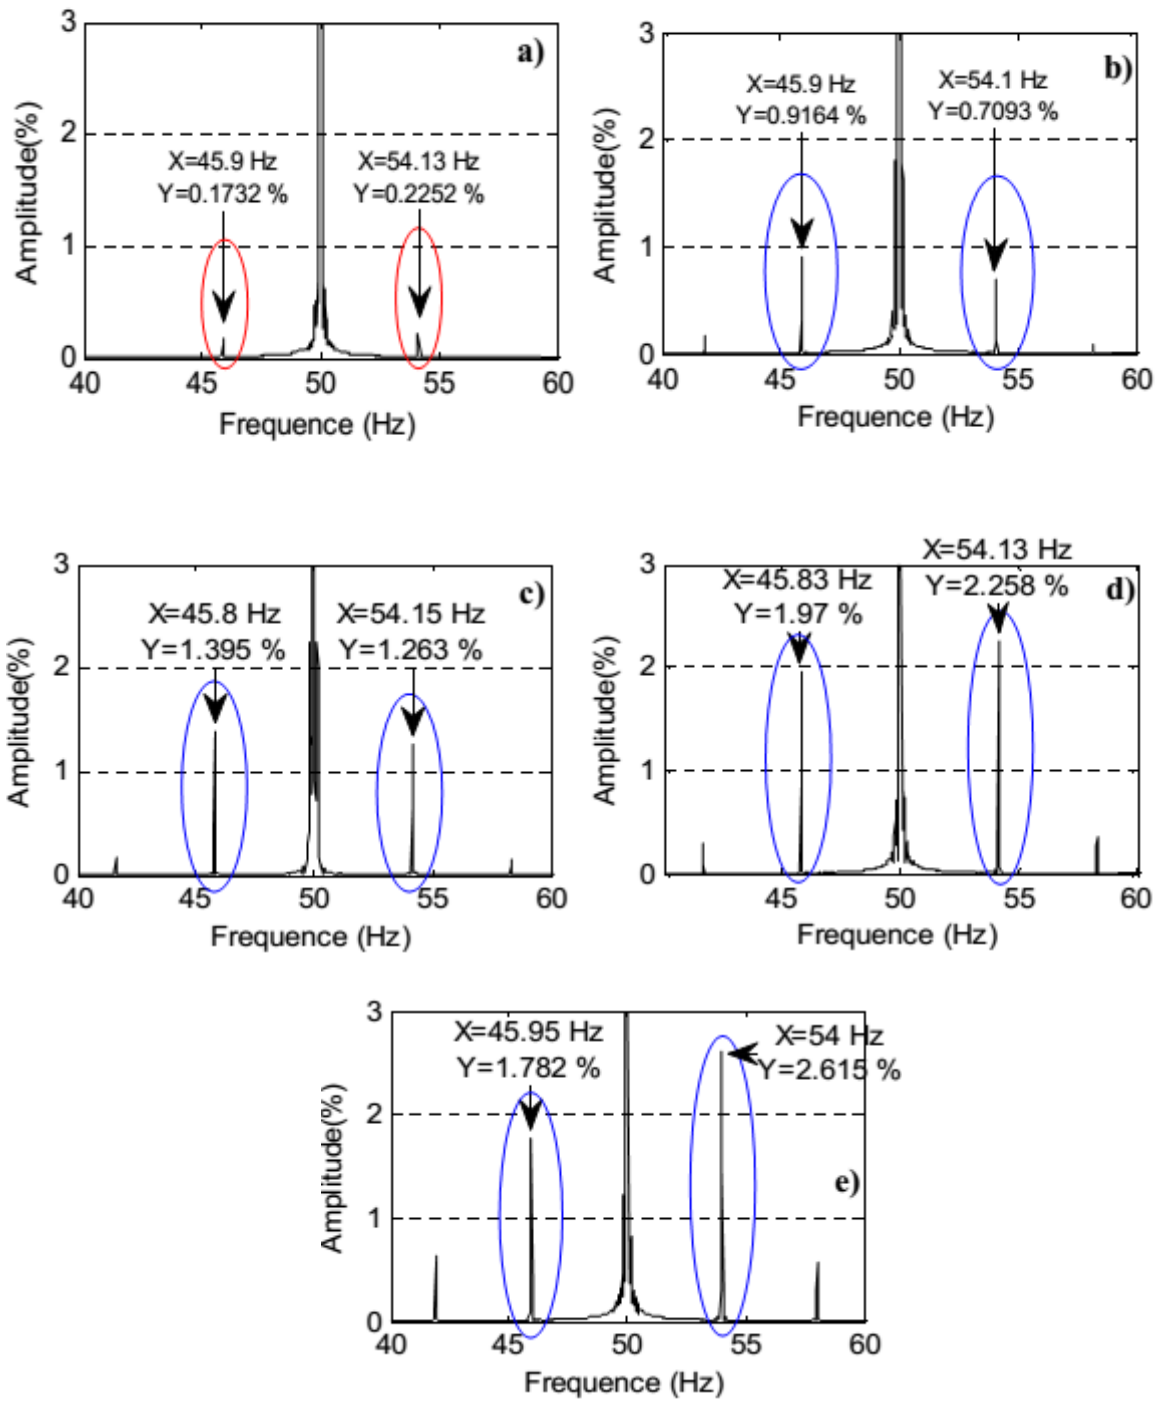 a)
3
2
1
0
Amplitude(%)
X=45.9 Hz
Y=0.1732 %
X=54.13 Hz
Y=0.2252 %
40 45 50 55 60
Frequence (Hz)
b)
3
2
1
0
Amplitude(%)
X=45.9 Hz
Y=0.9164 %
X=54.1 Hz
Y=0.7093 %
40 45 50 55 60
Frequence (Hz)
c)
3
2
1
0
Amplitude(%)
X=45.8 Hz
Y=1.395 %
X=54.15 Hz
Y=1.263 %
40 45 50 55 60
Frequence (Hz)
d)
3
2
1
0
Amplitude(%)
X=45.83 Hz
Y=1.97 %
X=54.13 Hz
Y=2.258 %
40 45 50 55 60
Frequence (Hz)
e)
3
2
1
0
Amplitude(%)
X=45.95 Hz
Y=1.782 %
X=54 Hz
Y=2.615 %
40 45 50 55 60
Frequence (Hz)